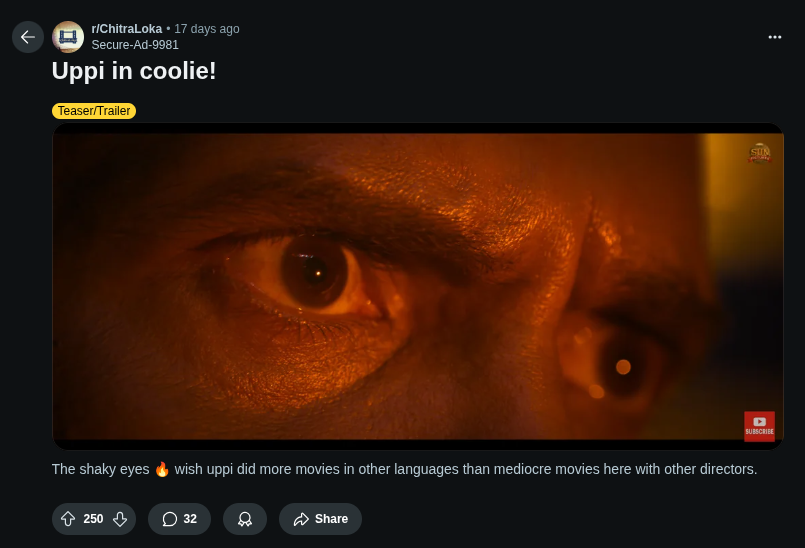 r/ChitraLoka • 17 days ago
Secure-Ad-9981
Uppi in coolie!
Teaser/Trailer
SUN
SUBSCRIBE
The shaky eyes 🔥 wish uppi did more movies in other languages than mediocre movies here with other directors.
250
32
Share